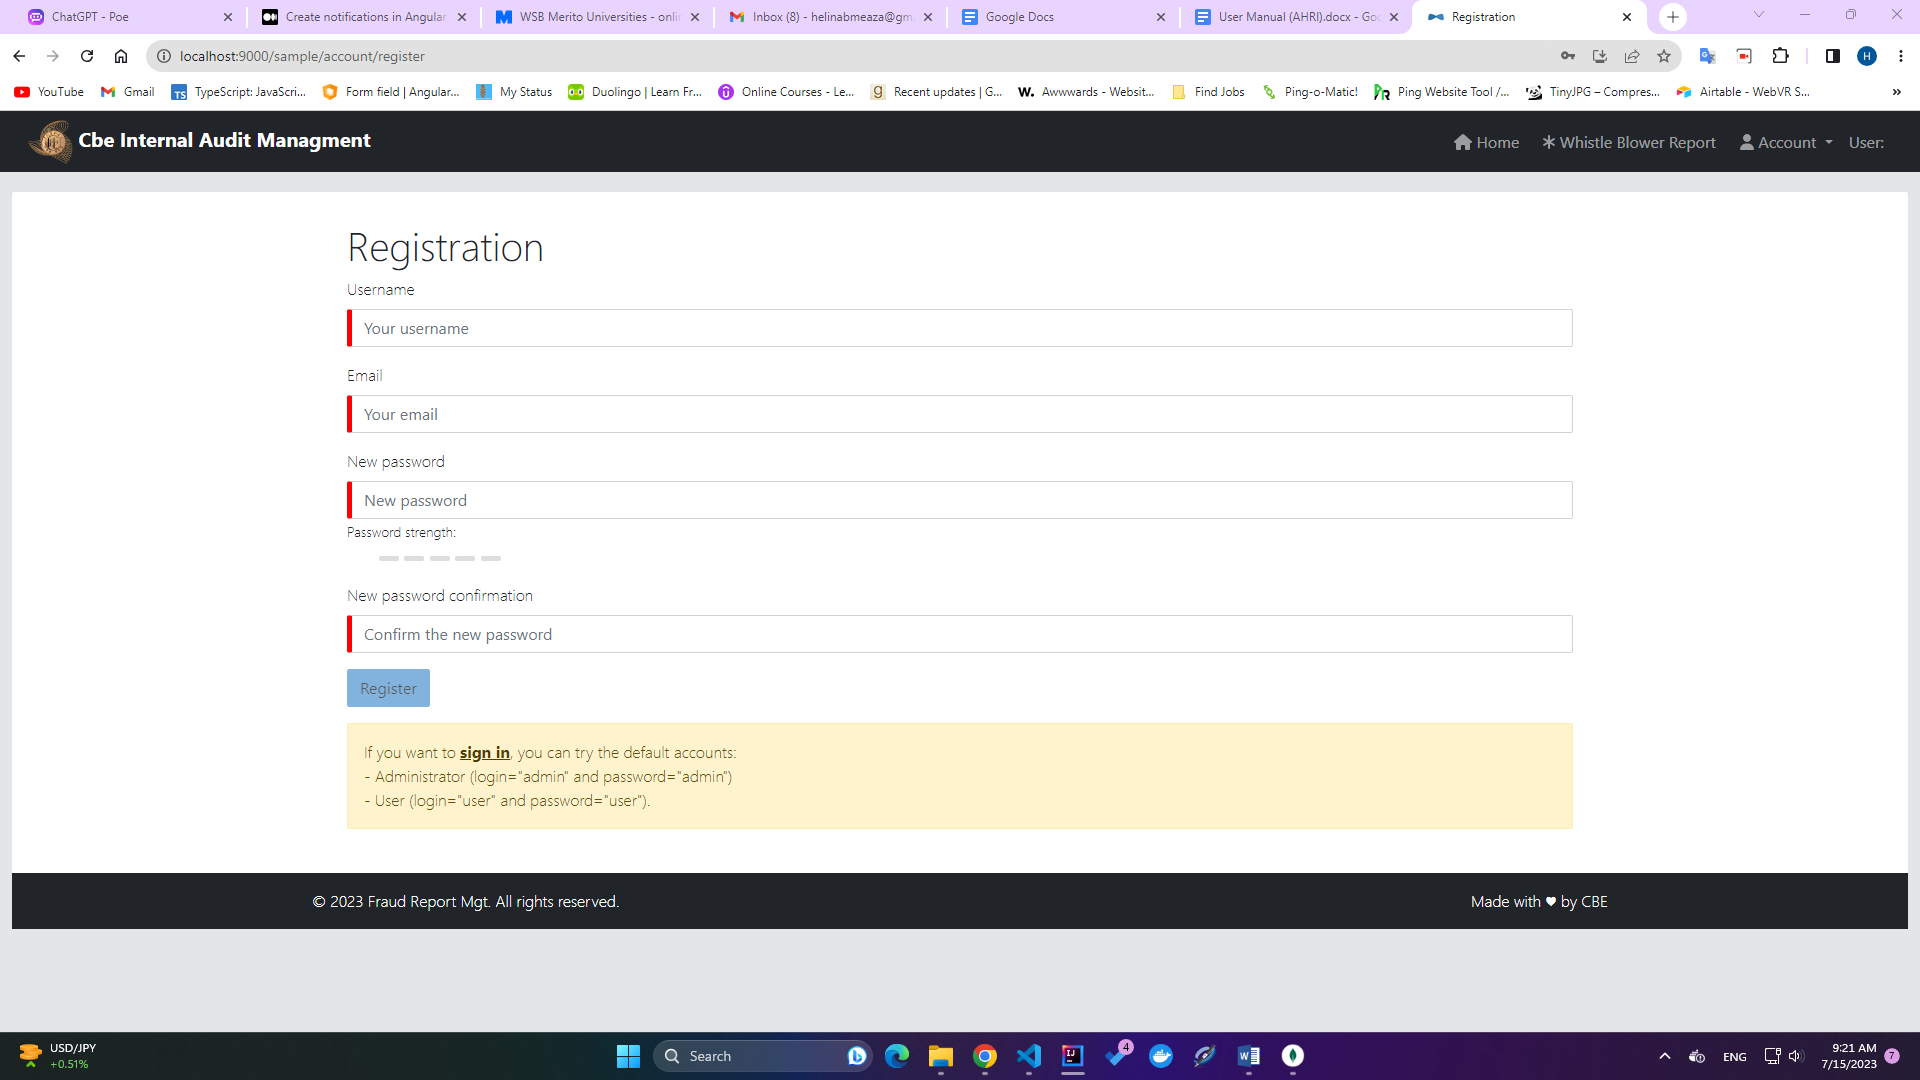 ChatGPT - Poe
Create notifications in Angular
WSB Merito Universities - onlin
Inbox (8) - helinabmeaza@gm
Google Docs
User Manual (AHRI).docx - Goo
Registration
localhost:9000/sample/account/register
H
YouTube
Gmail
TypeScript: JavaScri...
Form field | Angular...
My Status
Duolingo | Learn Fr...
Online Courses - Le...
Recent updates | G...
Awwwards - Websit...
Find Jobs
Ping-o-Matic!
Ping Website Tool /...
TinyJPG – Compres...
Airtable - WebVR S...
»
Cbe Internal Audit Managment
Home
Whistle Blower Report
Account
User:
Registration
Username
Your username
Email
Your email
New password
New password
Password strength:
New password confirmation
Confirm the new password
Register
If you want to sign in, you can try the default accounts:
- Administrator (login="admin" and password="admin")
- User (login="user" and password="user").
© 2023 Fraud Report Mgt. All rights reserved.
Made with ♥ by CBE
USD/JPY
+0.51%
Search
4
ENG
9:21 AM
7/15/2023
7